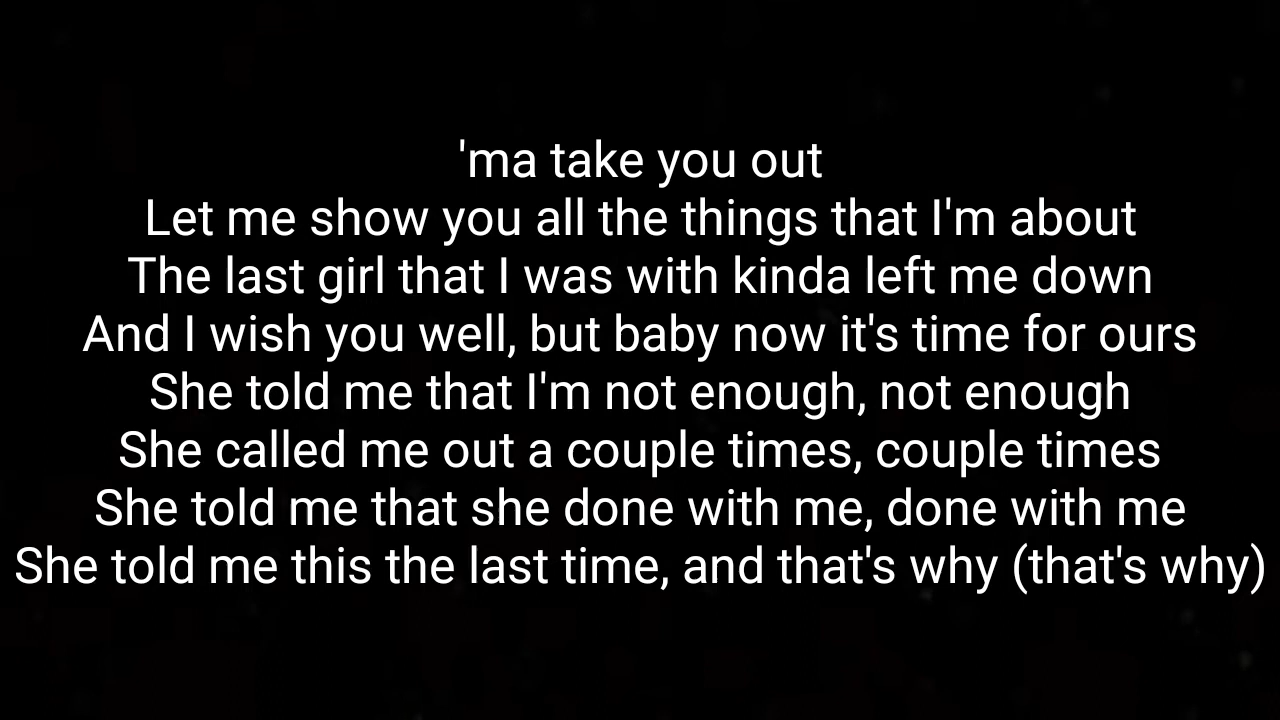 'ma take you out
Let me show you all the things that I'm about
The last girl that I was with kinda left me down
And I wish you well, but baby now it's time for ours
She told me that I'm not enough, not enough
She called me out a couple times, couple times
She told me that she done with me, done with me
She told me this the last time, and that's why (that's why)